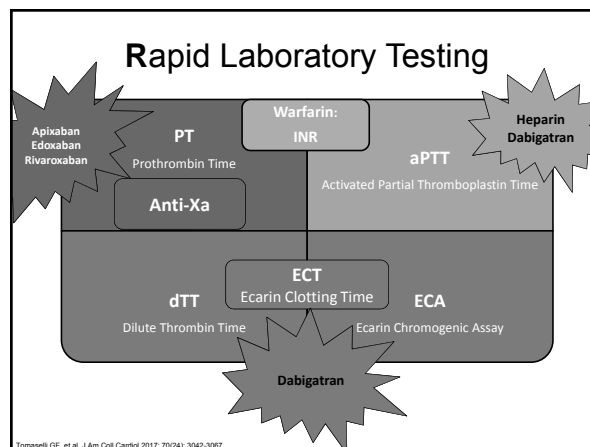 Rapid Laboratory Testing
Apixaban
Edoxaban
Rivaroxaban
PT
Prothrombin Time
Anti-Xa
Warfarin:
INR
aPTT
Activated Partial Thromboplastin Time
Heparin
Dabigatran
dTT
Dilute Thrombin Time
ECT
Ecarin Clotting Time
ECA
Ecarin Chromogenic Assay
Dabigatran
Tomaselli GF, et al. J Am Coll Cardiol 2017; 70(24): 3042-3067